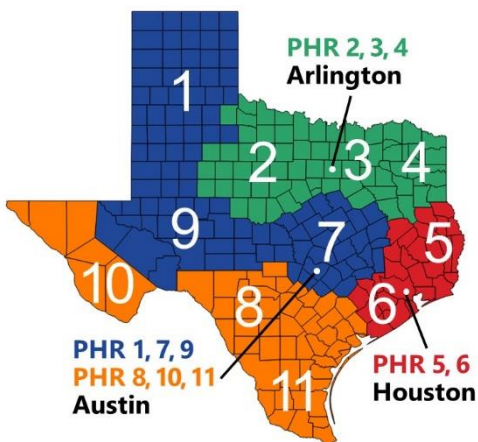 PHR 2, 3, 4
Arlington
1
2
3
4
9
7
5
10
8
6
11
PHR 1, 7, 9
PHR 8, 10, 11
Austin
PHR 5, 6
Houston